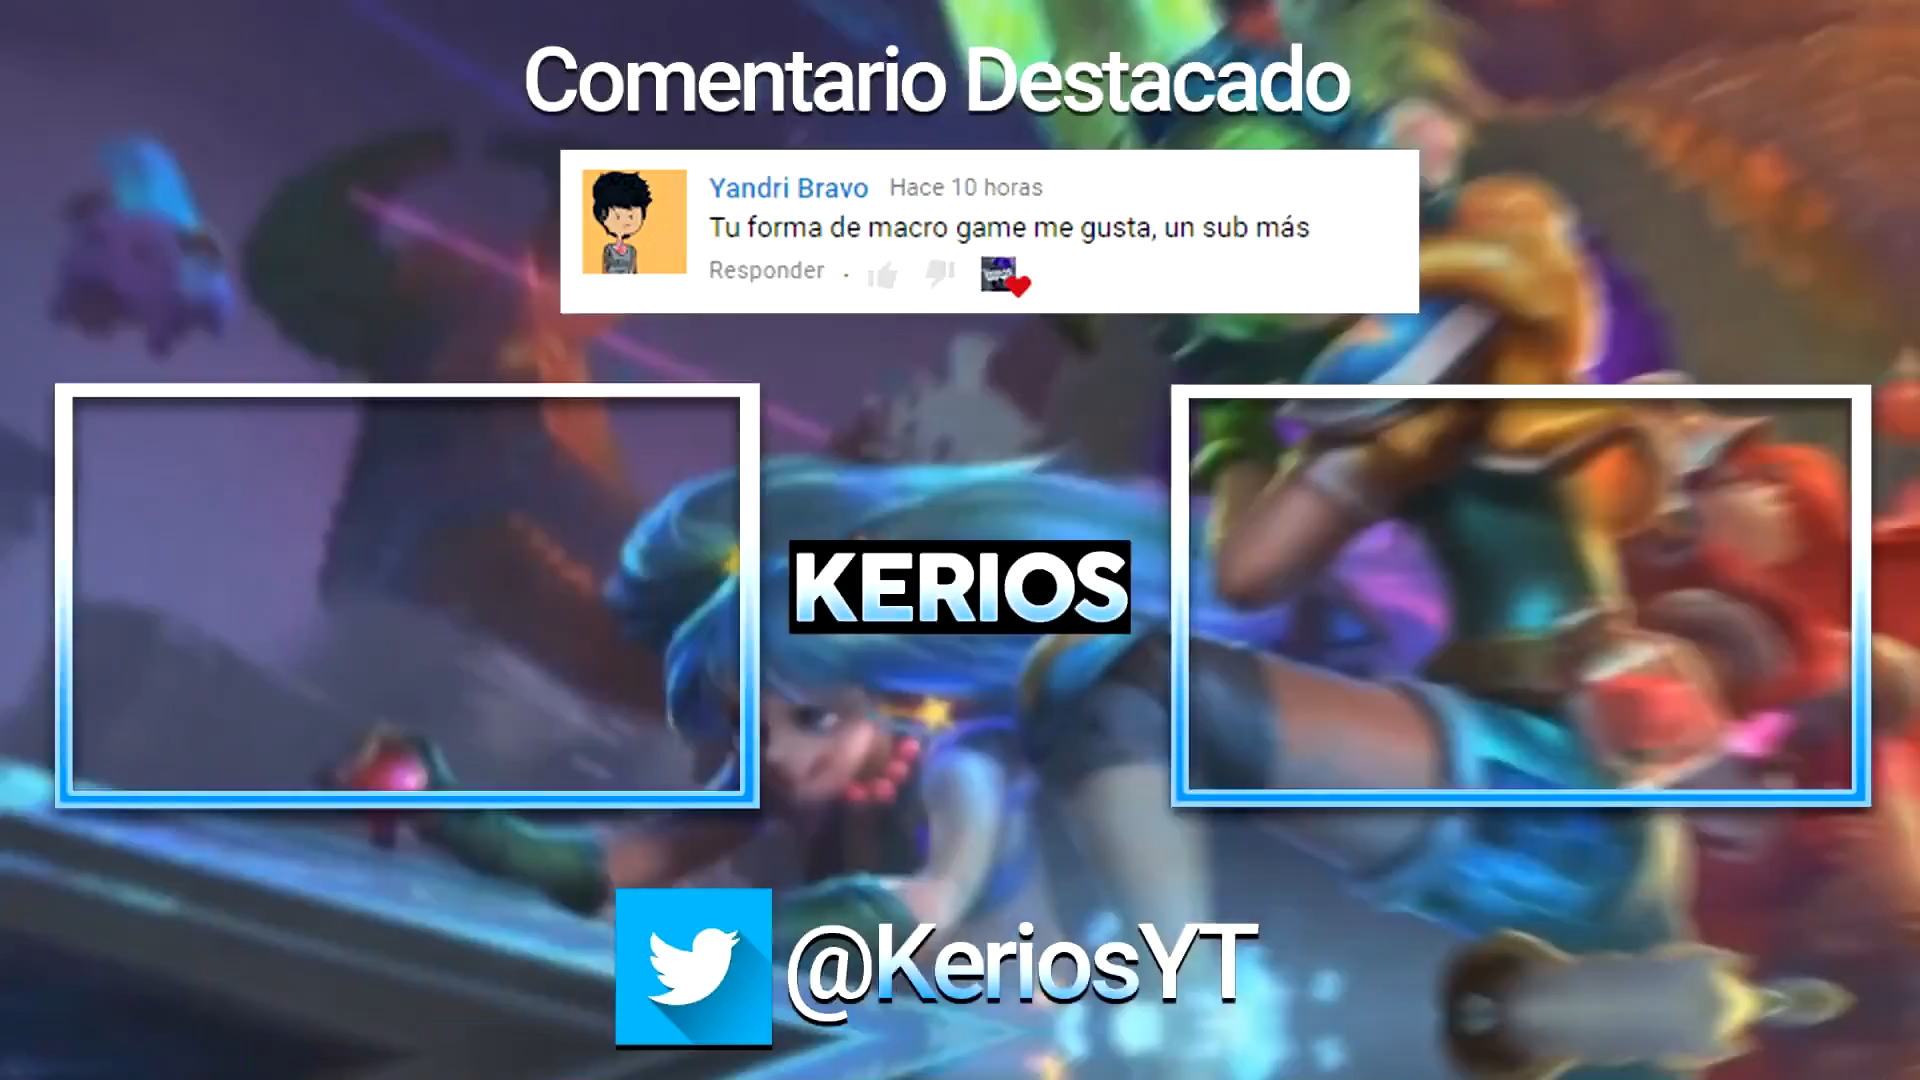 Comentario Destacado
Yandri Bravo Hace 10 horas
Tu forma de macro game me gusta, un sub más
Responder
KERIOS
@KeriosYT